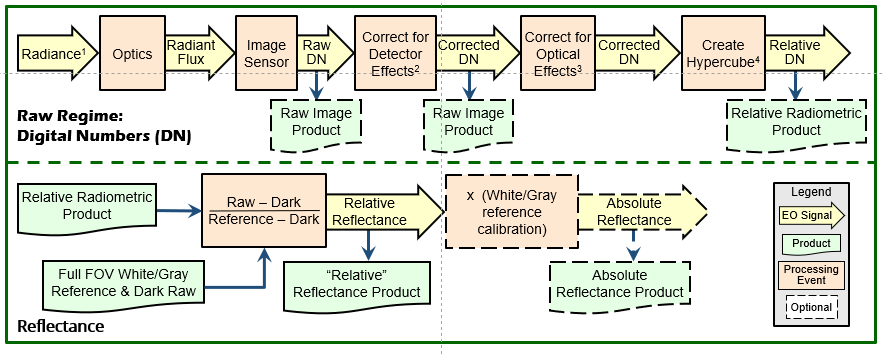 Radiance¹
Optics
Radiant
Flux
Image
Sensor
Raw
DN
Correct for
Detector
Effects²
Corrected
DN
Correct for
Optical
Effects³
Corrected
DN
Create
Hypercube⁴
Relative
DN
Raw Image
Product
Raw Image
Product
Relative Radiometric
Product
Raw Regime:
Digital Numbers (DN)
Relative Radiometric
Product
Raw – Dark
Reference – Dark
Relative
Reflectance
x (White/Gray
reference
calibration)
Absolute
Reflectance
Full FOV White/Gray
Reference & Dark Raw
“Relative”
Reflectance Product
Absolute
Reflectance Product
Reflectance
Legend
EO Signal
Product
Processing
Event
Optional